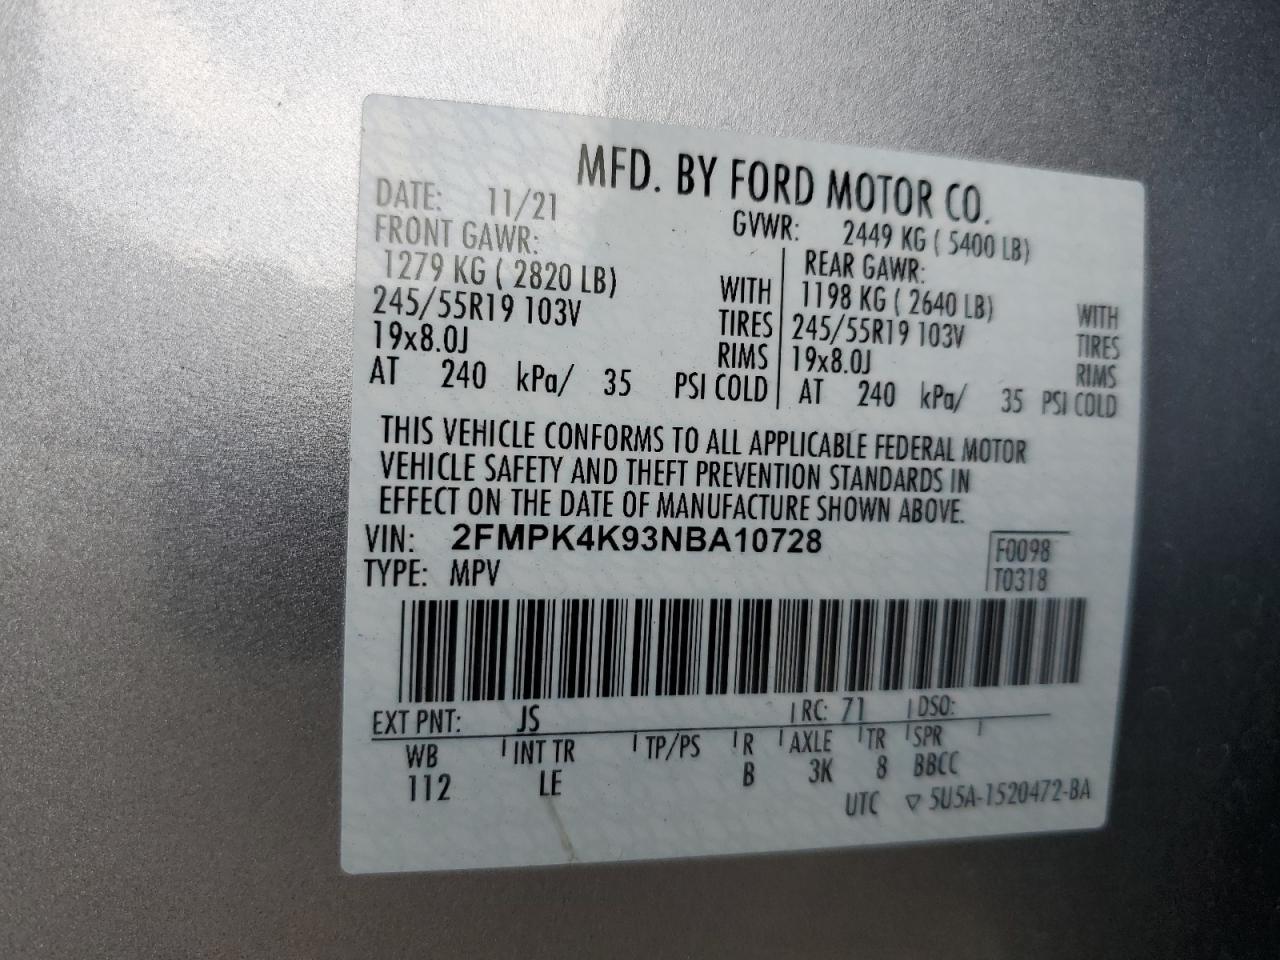 MFD. BY FORD MOTOR CO.
DATE: 11/21 GVWR: 2449 KG ( 5400 LB)
FRONT GAWR: REAR GAWR:
1279 KG ( 2820 LB) WITH 1198 KG ( 2640 LB) WITH
245/55R19 103V TIRES 245/55R19 103V TIRES
19x8.0J RIMS 19x8.0J RIMS
AT 240 kPa/ 35 PSI COLD AT 240 kPa/ 35 PSI COLD
THIS VEHICLE CONFORMS TO ALL APPLICABLE FEDERAL MOTOR
VEHICLE SAFETY AND THEFT PREVENTION STANDARDS IN
EFFECT ON THE DATE OF MANUFACTURE SHOWN ABOVE.
VIN: 2FMPK4K93NBA10728 F0098
TYPE: MPV T0318
EXT PNT: JS RC: 71 DSO:
WB INT TR TP/PS R AXLE TR SPR
112 LE B 3K 8 BBCC
UTC ▽ 5U5A-1520472-BA